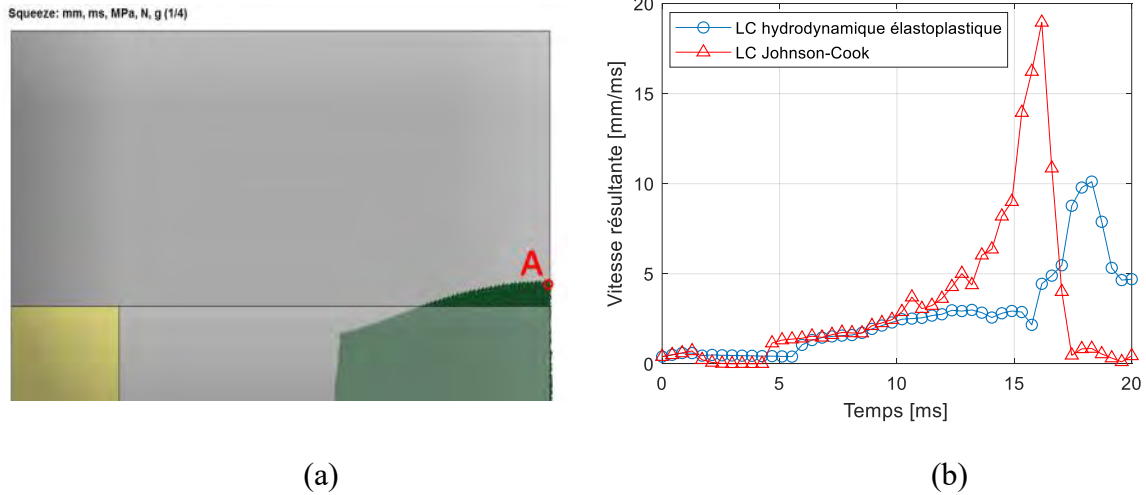 Squeeze: mm, ms, MPa, N, g (1/4)
A
(a)
LC hydrodynamique élastoplastique
LC Johnson-Cook
Vitesse résultante [mm/ms]
20
15
10
5
0
0 5 10 15 20
Temps [ms]
(b)